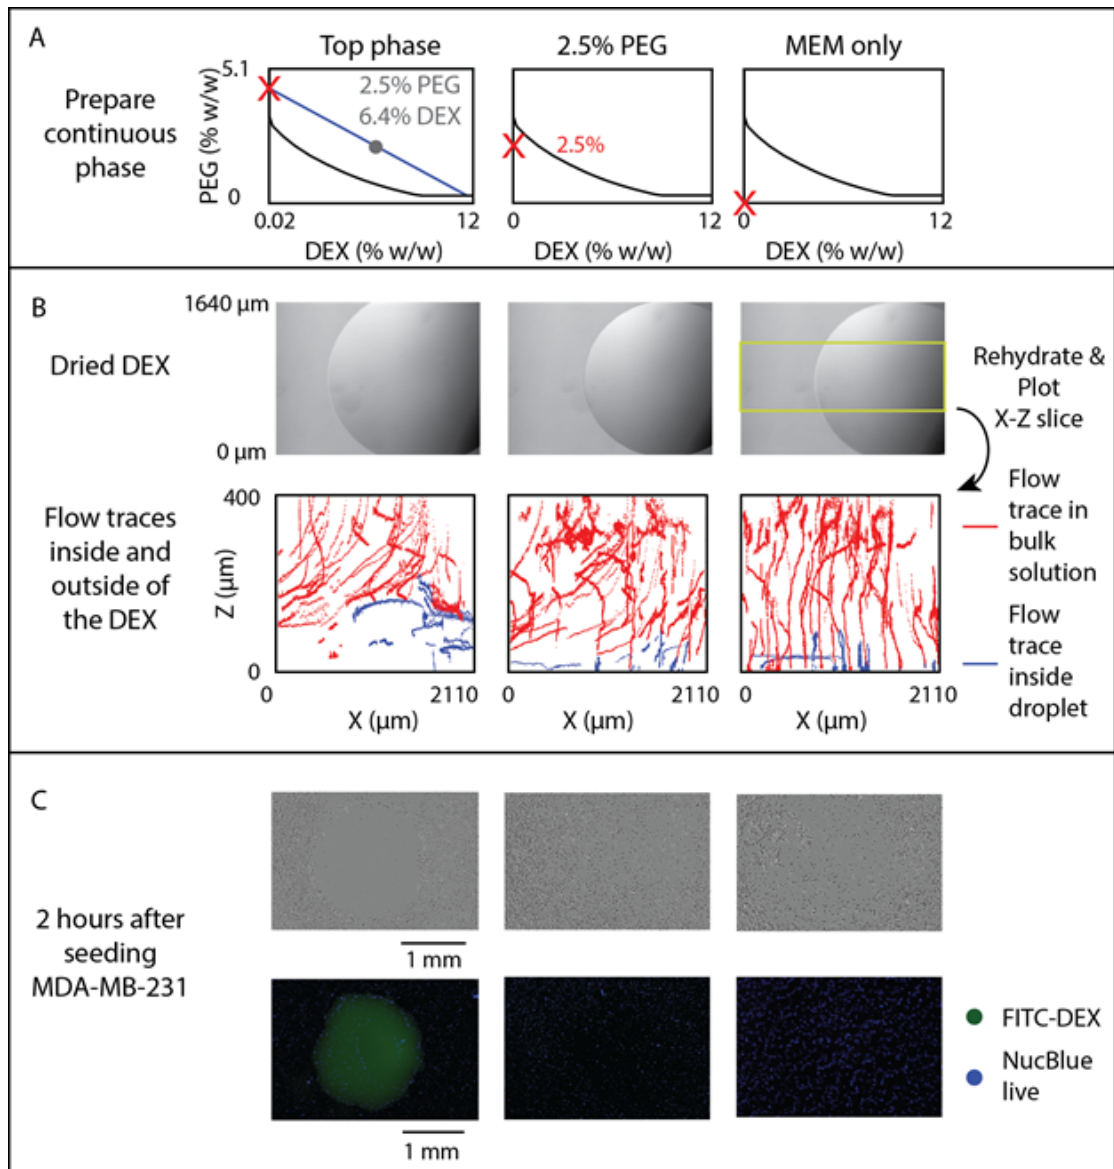 A
Prepare
continuous
phase
Top phase
2.5% PEG
MEM only
5.1
0
PEG (% w/w)
2.5% PEG
6.4% DEX
2.5%
0.02
12
0
12
0
12
DEX (% w/w)
DEX (% w/w)
DEX (% w/w)
B
1640 µm
Dried DEX
0 µm
Rehydrate &
Plot
X-Z slice
Flow traces
inside and
outside of
the DEX
400
Z (µm)
0
0
2110
0
2110
0
2110
X (µm)
X (µm)
X (µm)
Flow
trace in
bulk
solution
Flow
trace
inside
droplet
C
2 hours after
seeding
MDA-MB-231
1 mm
1 mm
FITC-DEX
NucBlue
live